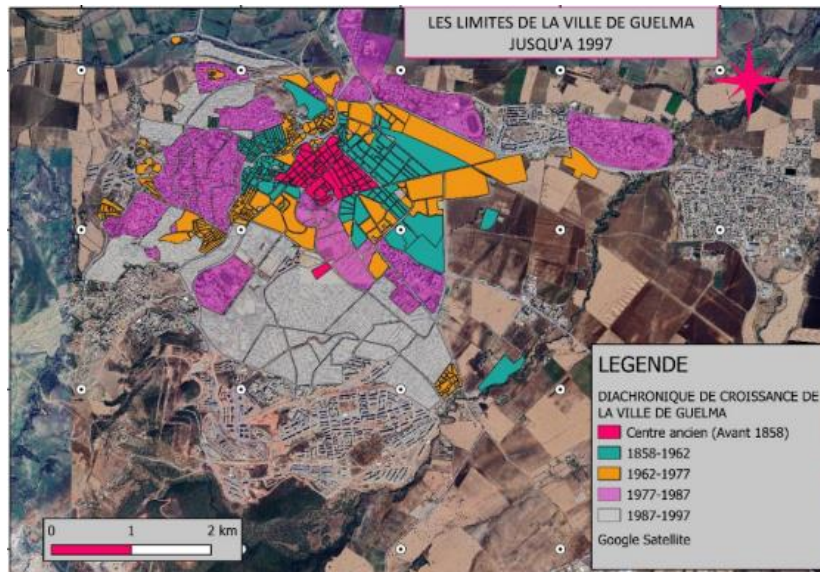 LES LIMITES DE LA VILLE DE GUELMA
JUSQU'A 1997
LEGENDE
DIACHRONIQUE DE CROISSANCE DE
LA VILLE DE GUELMA
Centre ancien (Avant 1858)
1858-1962
1962-1977
1977-1987
1987-1997
Google Satellite
0 1 2 km